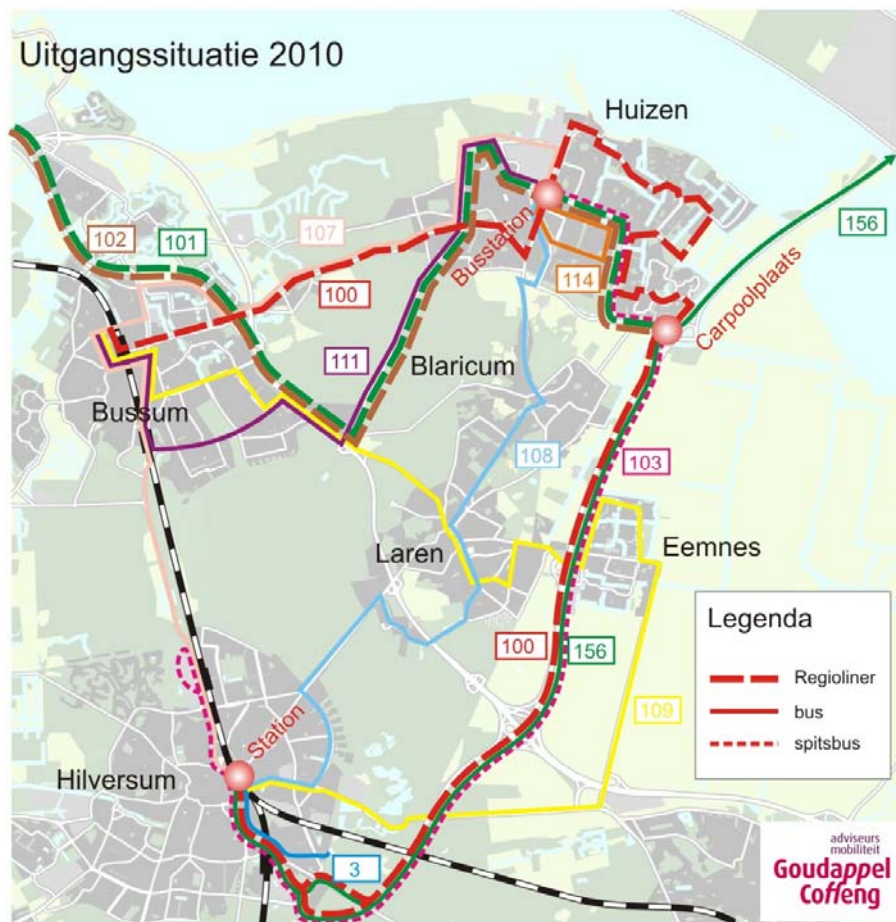 Uitgangssituatie 2010
Huizen
156
102
101
107
Busstation
100
114
Carpoolplaats
111
Blaricum
Bussum
108
103
Laren
Eemnes
Legenda
Regioliner
bus
spitsbus
100
156
109
Station
Hilversum
3
adviseurs
mobiliteit
Goudappel
Coffeng